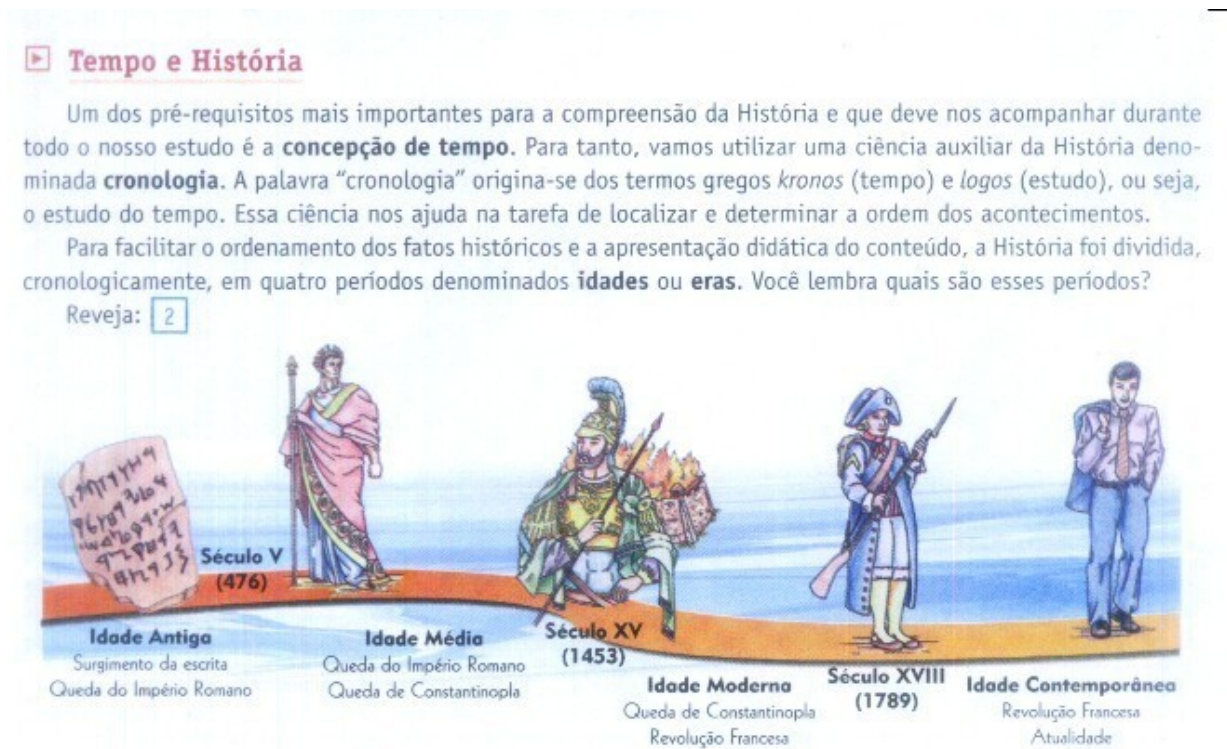 Tempo e História
Um dos pré-requisitos mais importantes para a compreensão da História e que deve nos acompanhar durante
todo o nosso estudo é a concepção de tempo. Para tanto, vamos utilizar uma ciência auxiliar da História deno-
minada cronologia. A palavra “cronologia” origina-se dos termos gregos kronos (tempo) e logos (estudo), ou seja,
o estudo do tempo. Essa ciência nos ajuda na tarefa de localizar e determinar a ordem dos acontecimentos.
Para facilitar o ordenamento dos fatos históricos e a apresentação didática do conteúdo, a História foi dividida,
cronologicamente, em quatro períodos denominados idades ou eras. Você lembra quais são esses períodos?
Reveja: 2
Século V
(476)
Idade Antiga
Surgimento da escrita
Queda do Império Romano
Idade Média
Queda do Império Romano
Queda de Constantinopla
Século XV
(1453)
Idade Moderna
Queda de Constantinopla
Revolução Francesa
Século XVIII
(1789)
Idade Contemporânea
Revolução Francesa
Atualidade